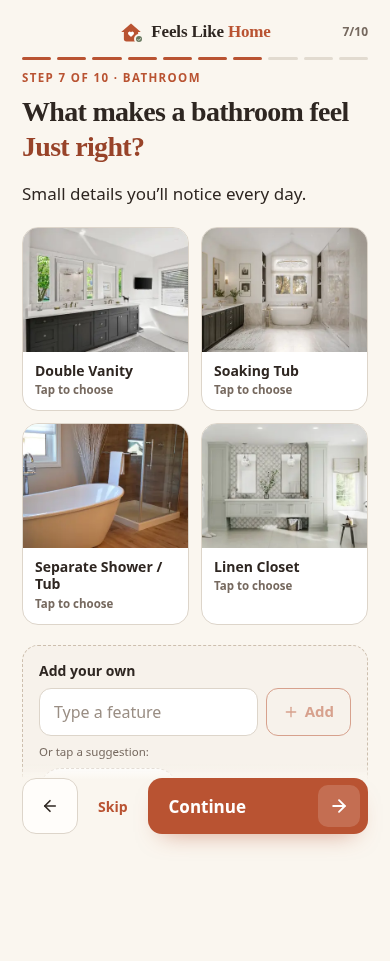 Feels Like Home
7/10
STEP 7 OF 10 · BATHROOM
What makes a bathroom feel
Just right?
Small details you’ll notice every day.
Double Vanity
Tap to choose
Soaking Tub
Tap to choose
Separate Shower /
Tub
Tap to choose
Linen Closet
Tap to choose
Add your own
Type a feature
+ Add
Or tap a suggestion:
Skip
Continue